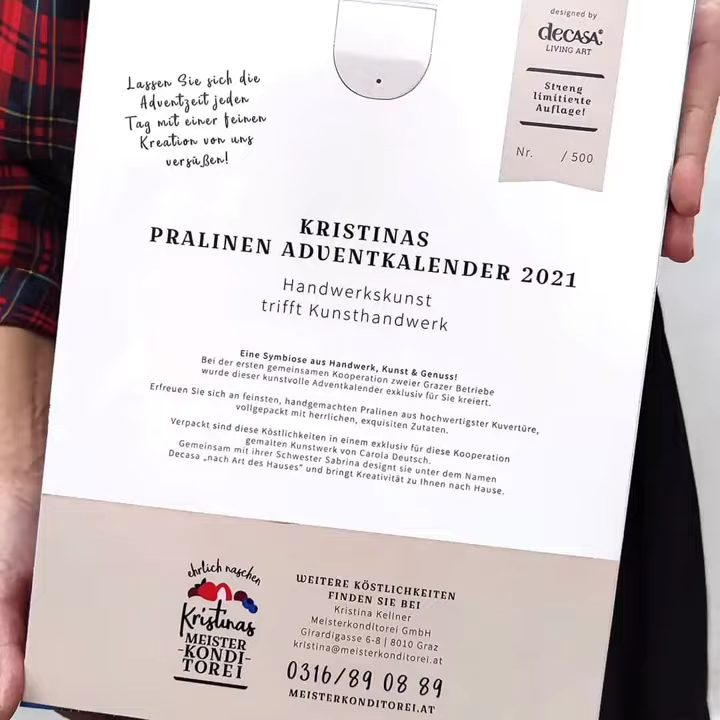 designed by
decasa®
LIVING ART
Streng
limitierte
Auflage!
Nr. / 500
Lassen Sie sich die
Adventzeit jeden
Tag mit einer feinen
Kreation von uns
versüßen!
KRISTINAS
PRALINEN ADVENTKALENDER 2021
Handwerkskunst
trifft Kunsthandwerk
Eine Symbiose aus Handwerk, Kunst & Genuss!
Bei der ersten gemeinsamen Kooperation zweier Grazer Betriebe
wurde dieser kunstvolle Adventkalender exklusiv für Sie kreiert.
Erfreuen Sie sich an feinsten, handgemachten Pralinen aus hochwertigster Kuvertüre,
vollgepackt mit herrlichen, exquisiten Zutaten.
Verpackt sind diese Köstlichkeiten in einem exklusiv für diese Kooperation
gemalten Kunstwerk von Carola Deutsch.
Gemeinsam mit ihrer Schwester Sabrina designt sie unter dem Namen
Decasa „nach Art des Hauses" und bringt Kreativität zu Ihnen nach Hause.
ehrlich naschen
Kristinas
MEISTER
-KONDI-
TOREI
WEITERE KÖSTLICHKEITEN
FINDEN SIE BEI
Kristina Kellner
Meisterkonditorei GmbH
Girardigasse 6-8 | 8010 Graz
kristina@meisterkonditorei.at
0316/89 08 89
MEISTERKONDITOREI.AT